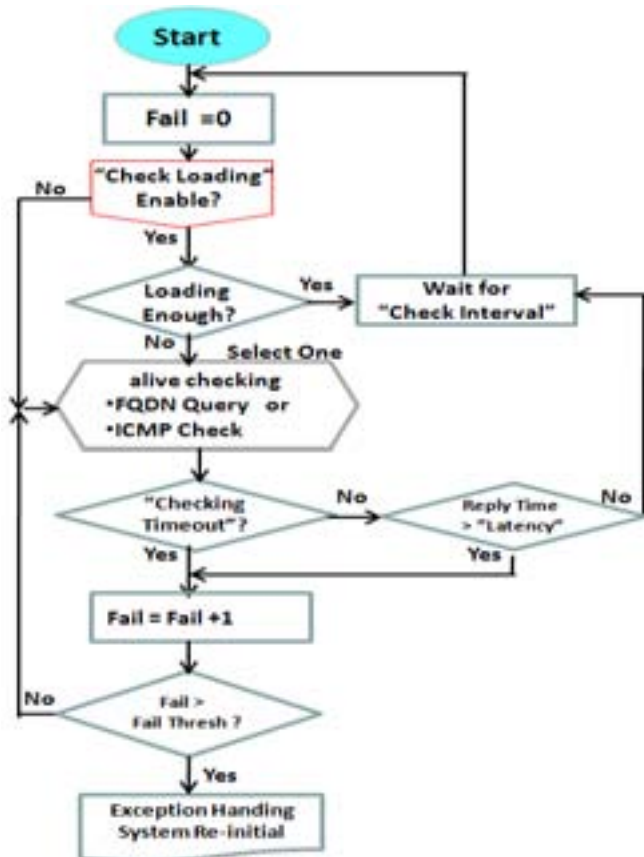 Start
Fail =0
No
"Check Loading"
Enable?
Yes
Loading
Enough?
Yes
Wait for
"Check Interval"
No
Select One
alive checking
•FQDN Query or
•ICMP Check
"Checking
Timeout"?
No
Reply Time
> "Latency"
No
Yes
Yes
Fail = Fail +1
No
Fail >
Fail Thresh ?
Yes
Exception Handing
System Re-initial